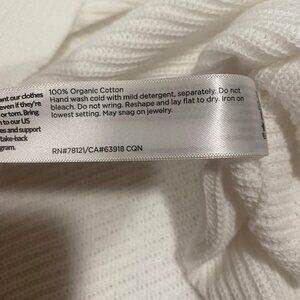 ant our clothes
even if they're
or torn. Bring
n to our US
es and support
take-back
gram.
100% Organic Cotton
Hand wash cold with mild detergent, separately. Do not
bleach. Do not wring. Reshape and lay flat to dry. Iron on
lowest setting. May snag on jewelry.
RN#78121/CA#63918 CQN